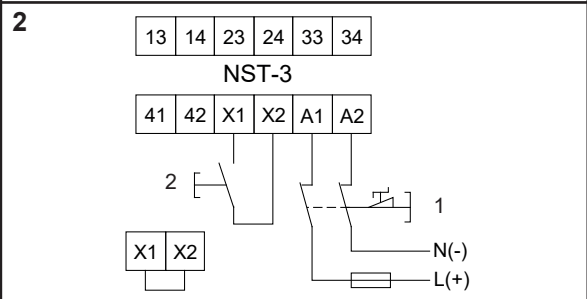 2
13 14 23 24 33 34
NST-3
41 42 X1 X2 A1 A2
2
1
X1 X2
N(-)
L(+)